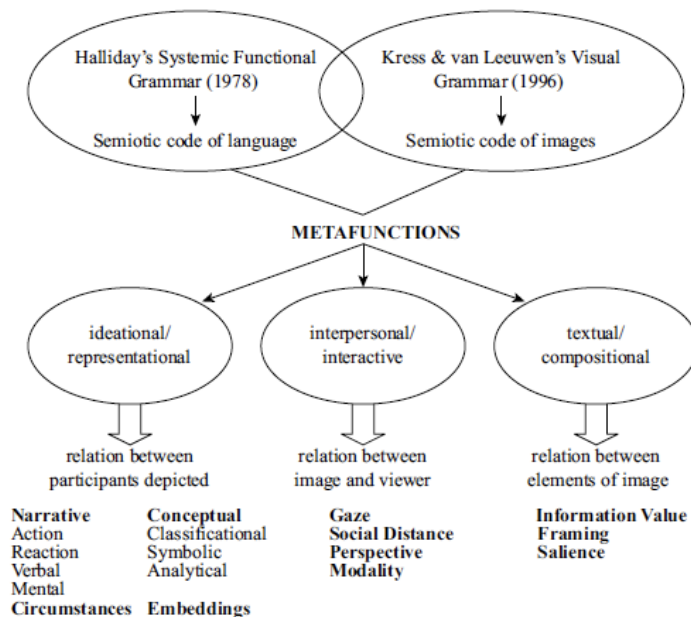 Halliday's Systemic Functional
Grammar (1978)
Semiotic code of language
Kress & van Leeuwen's Visual
Grammar (1996)
Semiotic code of images
METAFUNCTIONS
ideational/
representational
interpersonal/
interactive
textual/
compositional
relation between
participants depicted
relation between
image and viewer
relation between
elements of image
Narrative
Action
Reaction
Verbal
Mental
Circumstances
Conceptual
Classificational
Symbolic
Analytical
Embeddings
Gaze
Social Distance
Perspective
Modality
Information Value
Framing
Salience